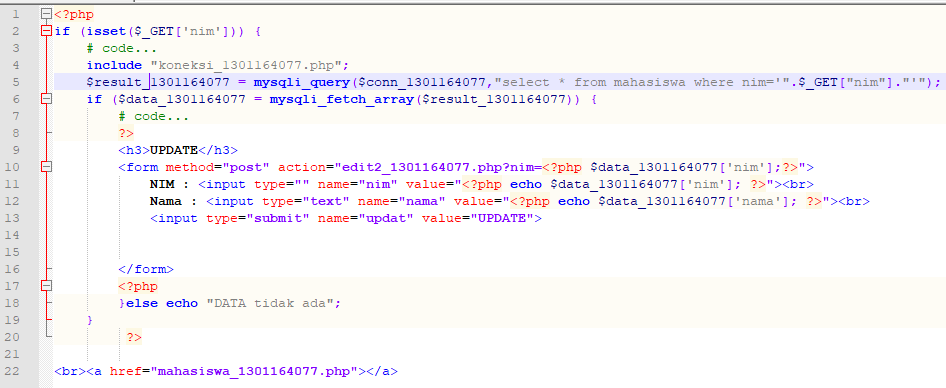 1 <?php
2 if (isset($_GET['nim'])) {
3 # code...
4 include "koneksi_1301164077.php";
5 $result_1301164077 = mysqli_query($conn_1301164077,"select * from mahasiswa where nim='".$_GET["nim"]."'");
6 if ($data_1301164077 = mysqli_fetch_array($result_1301164077)) {
7 # code...
8 ?>
9 <h3>UPDATE</h3>
10 <form method="post" action="edit2_1301164077.php?nim=<?php $data_1301164077['nim'];?>">
11 NIM : <input type="" name="nim" value="<?php echo $data_1301164077['nim']; ?>"><br>
12 Nama : <input type="text" name="nama" value="<?php echo $data_1301164077['nama']; ?>"><br>
13 <input type="submit" name="updat" value="UPDATE">
14
15
16 </form>
17 <?php
18 }else echo "DATA tidak ada";
19 }
20 ?>
21
22 <br><a href="mahasiswa_1301164077.php"></a>